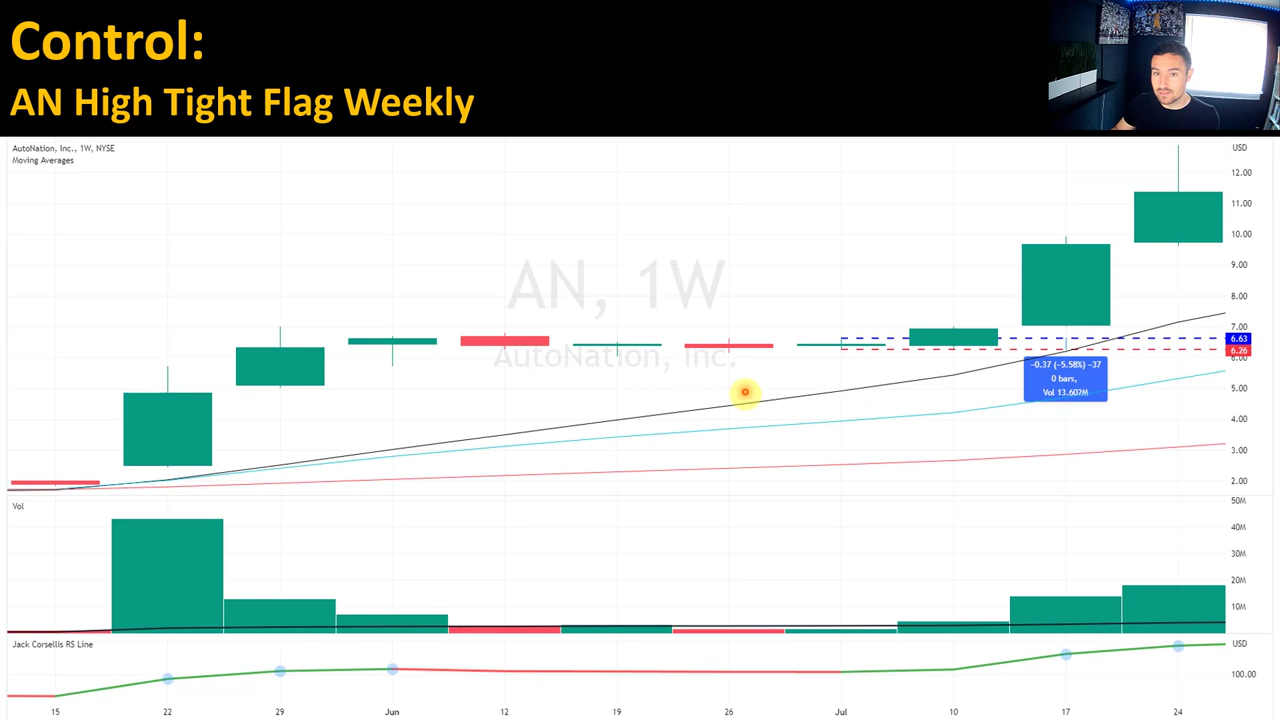 Control:
AN High Tight Flag Weekly
AutoNation, Inc., 1W, NYSE
Moving Averages
USD
12.00
11.00
10.00
9.00
8.00
7.00
6.63
6.26
6.00
5.00
4.00
3.00
2.00
AN, 1W
AutoNation, Inc.
−0.37 (−5.58%) −37
0 bars,
Vol 13.602M
Vol
50M
40M
30M
20M
10M
Jack Corsellis RS Line
USD
100.00
15 22 29 Jun 12 19 26 Jul 10 17 24